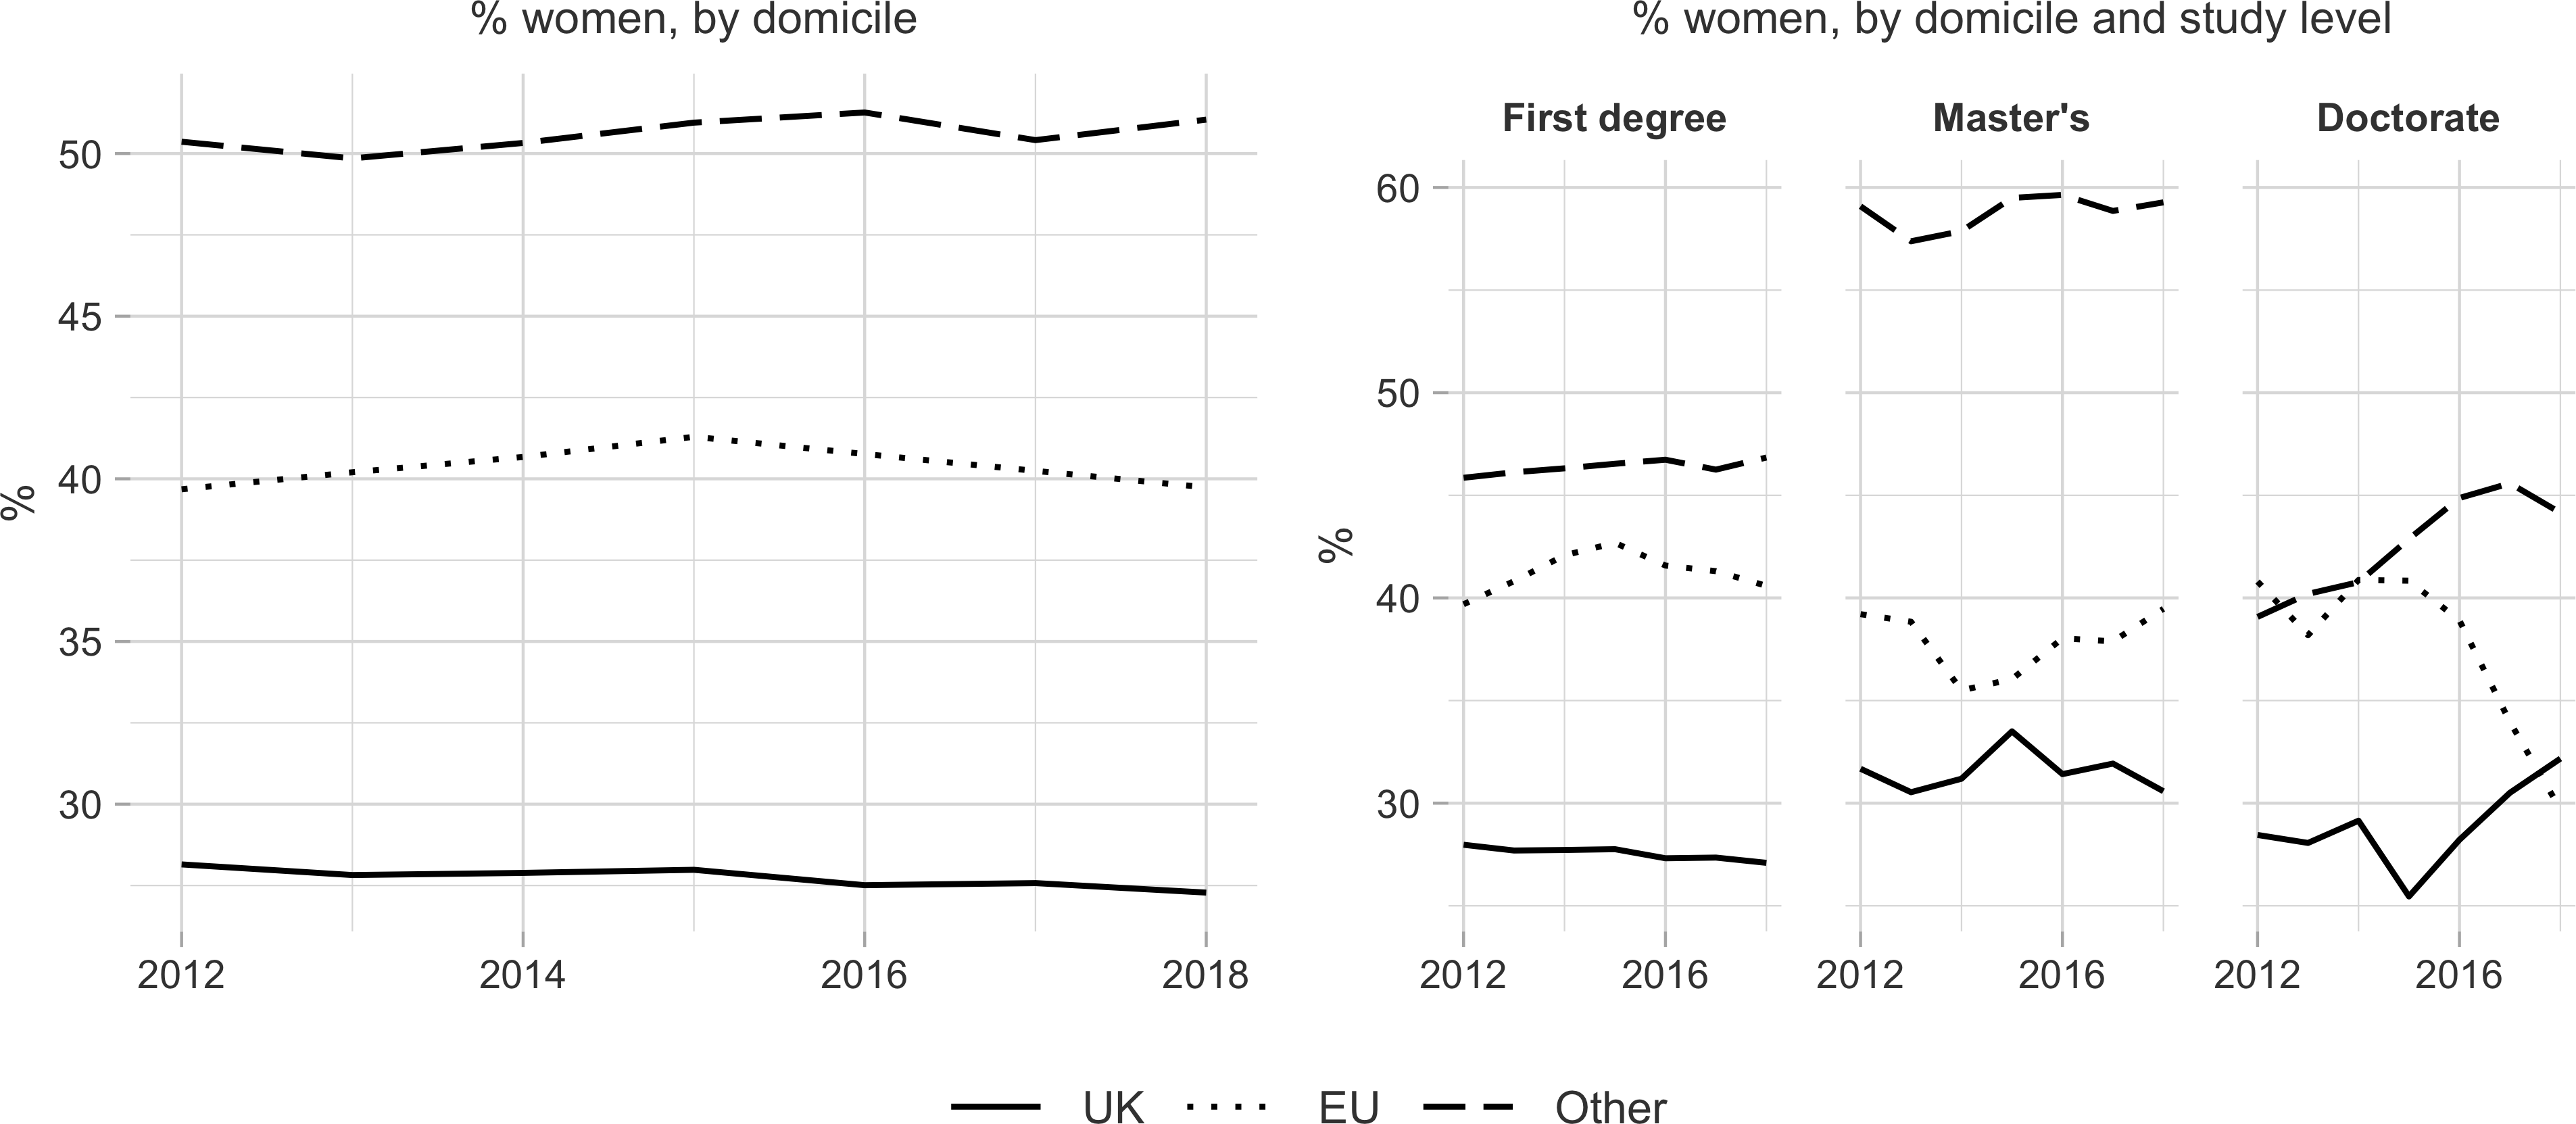 % women, by domicile
%
50
45
40
35
30
2012 2014 2016 2018
% women, by domicile and study level
First degree Master's Doctorate
%
60
50
40
30
2012 2016 2012 2016 2012 2016
UK EU Other